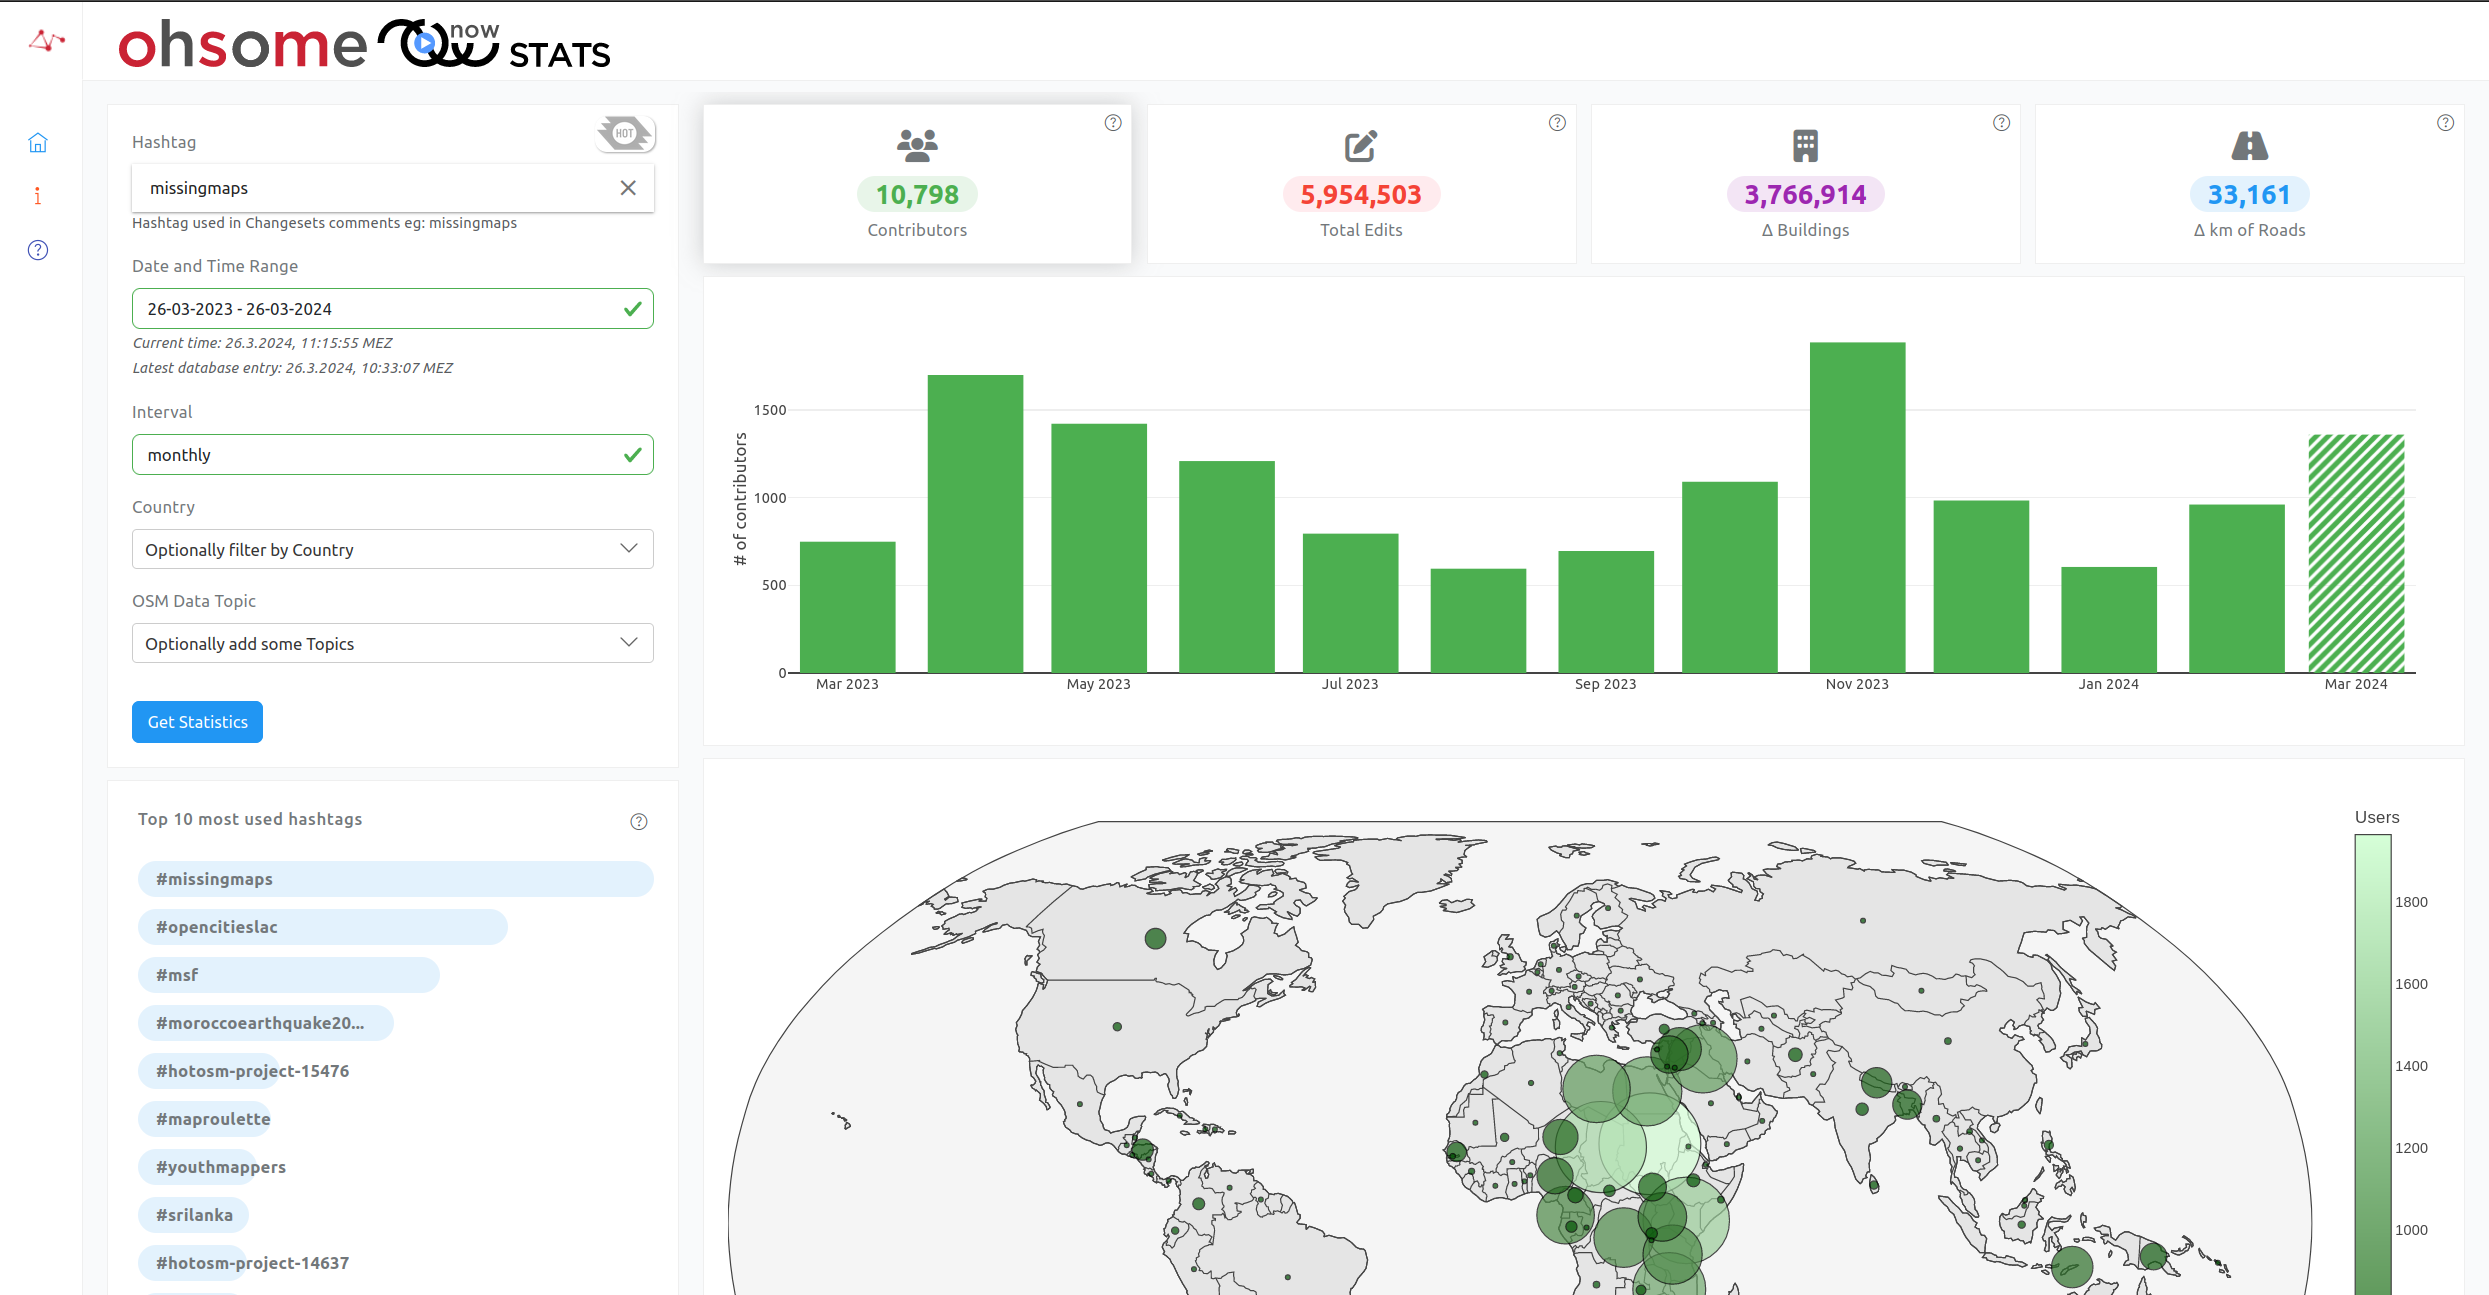 ohsome now STATS
Hashtag
HOT
missingmaps
Hashtag used in Changesets comments eg: missingmaps
Date and Time Range
26-03-2023 - 26-03-2024
Current time: 26.3.2024, 11:15:55 MEZ
Latest database entry: 26.3.2024, 10:33:07 MEZ
Interval
monthly
Country
Optionally filter by Country
OSM Data Topic
Optionally add some Topics
Get Statistics
Top 10 most used hashtags
#missingmaps
#opencitieslac
#msf
#moroccoearthquake20...
#hotosm-project-15476
#maproulette
#youthmappers
#srilanka
#hotosm-project-14637
10,798
Contributors
5,954,503
Total Edits
3,766,914
Δ Buildings
33,161
Δ km of Roads
# of contributors
1500
1000
500
0
Mar 2023
May 2023
Jul 2023
Sep 2023
Nov 2023
Jan 2024
Mar 2024
Users
1800
1600
1400
1200
1000